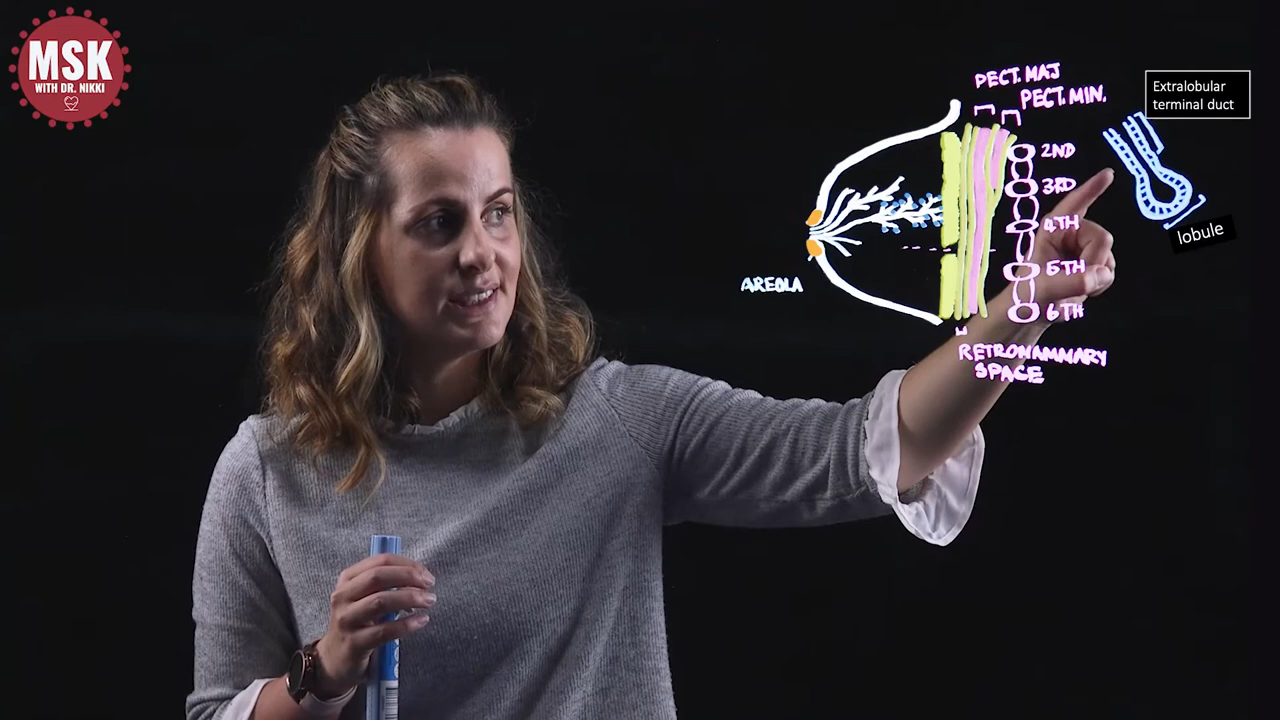 MSK
WITH DR. NIKKI
PECT. MAJ
PECT. MIN.
Extralobular
terminal duct
2ND
3RD
4TH
5TH
6TH
lobule
AREOLA
RETROMAMMARY
SPACE